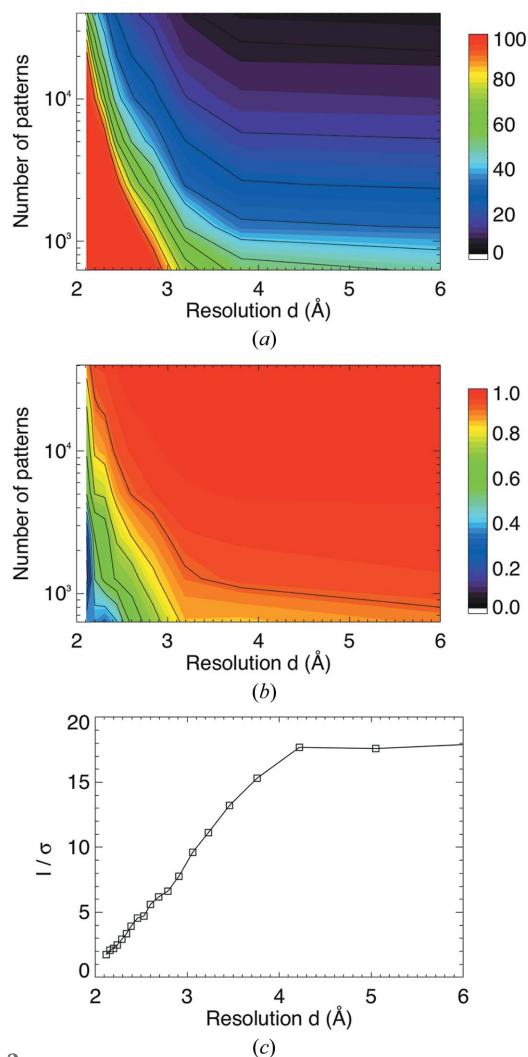 100
80
60
40
20
0
10⁴
10³
Number of patterns
2 3 4 5 6
Resolution d (Å)
(a)
1.0
0.8
0.6
0.4
0.2
0.0
10⁴
10³
Number of patterns
2 3 4 5 6
Resolution d (Å)
(b)
20
15
10
5
0
I / σ
2 3 4 5 6
Resolution d (Å)
(c)